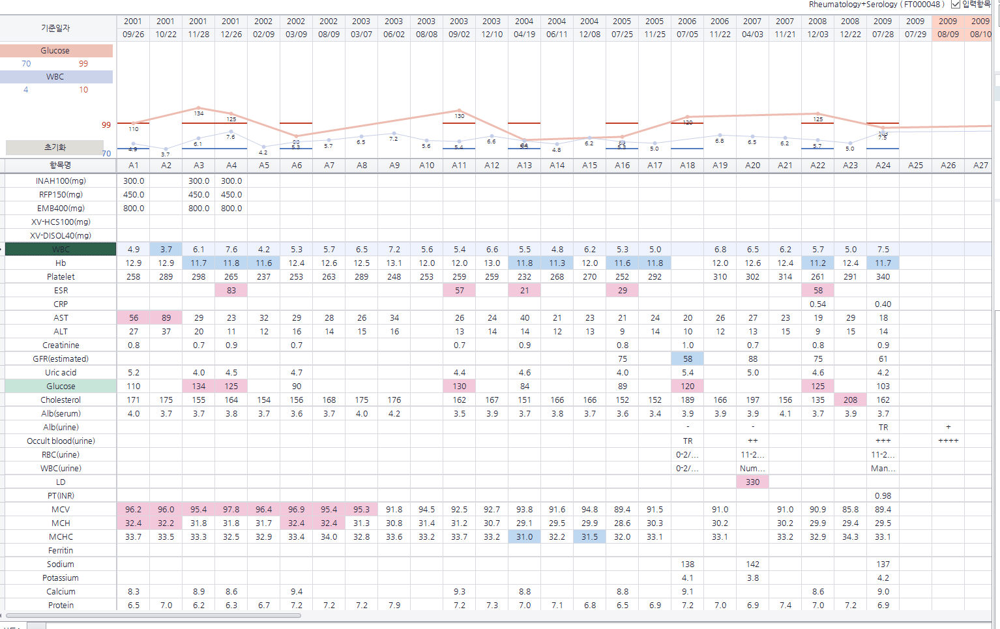 Rheumatology+Serology ( FT000048 ) 입력항목
기준일자 2001 2001 2001 2001 2002 2002 2002 2003 2003 2003 2003 2003 2004 2004 2004 2005 2005 2006 2006 2007 2007 2008 2008 2009 2009 2009 2009
09/26 10/22 11/28 12/26 02/09 03/09 08/09 03/07 06/02 08/08 09/02 12/10 04/19 06/11 12/08 07/25 11/25 07/05 11/22 04/03 11/21 12/03 12/22 07/28 07/29 08/09 08/10
Glucose
70 99
WBC
4 10
99
초기화
70
110 134 125 90 130 84 89 120 125 103
4.9 3.7 6.1 7.6 4.2 5.3 5.7 6.5 7.2 5.6 5.4 6.6 5.5 4.8 6.2 5.3 5.0 6.8 6.5 6.2 5.7 5.0 7.5
항목명 A1 A2 A3 A4 A5 A6 A7 A8 A9 A10 A11 A12 A13 A14 A15 A16 A17 A18 A19 A20 A21 A22 A23 A24 A25 A26 A27
INAH100(mg) 300.0 300.0 300.0
RFP150(mg) 450.0 450.0 450.0
EMB400(mg) 800.0 800.0 800.0
XV-HCS100(mg)
XV-DISOL40(mg)
WBC 4.9 3.7 6.1 7.6 4.2 5.3 5.7 6.5 7.2 5.6 5.4 6.6 5.5 4.8 6.2 5.3 5.0 6.8 6.5 6.2 5.7 5.0 7.5
Hb 12.9 12.9 11.7 11.8 11.6 12.4 12.6 12.5 13.1 12.0 12.0 13.0 11.8 11.3 12.0 11.6 11.8 12.0 12.6 12.4 11.2 12.4 11.7
Platelet 258 289 298 265 237 253 263 289 248 253 259 259 232 268 270 252 292 310 302 314 261 291 340
ESR 83 57 21 29 58
CRP 0.54 0.40
AST 56 89 29 23 32 29 28 26 34 26 24 40 21 23 21 24 20 26 27 23 19 29 18
ALT 27 37 20 11 12 16 14 15 16 13 14 14 12 13 9 14 10 12 13 15 9 15 14
Creatinine 0.8 0.7 0.9 0.7 0.7 0.9 0.8 1.0 0.7 0.8 0.9
GFR(estimated) 75 58 88 75 61
Uric acid 5.2 4.0 4.5 4.7 4.4 4.6 4.0 5.4 5.0 4.6 4.2
Glucose 110 134 125 90 130 84 89 120 125 103
Cholesterol 171 175 155 164 154 156 168 175 176 162 167 151 166 166 152 152 189 166 197 156 135 208 162
Alb(serum) 4.0 3.7 3.7 3.8 3.7 3.6 3.7 4.0 4.2 3.5 3.9 3.7 3.8 3.7 3.6 3.4 3.9 3.9 3.9 4.1 3.7 3.9 3.7
Alb(urine) - - TR +
Occult blood(urine) TR ++ +++ ++++
RBC(urine) 0-2/... 11-2... 11-2...
WBC(urine) 0-2/... Num... Man...
LD 330
PT(INR) 0.98
MCV 96.2 96.0 95.4 97.8 96.4 96.9 95.4 95.3 91.8 94.5 92.5 92.7 93.8 91.6 94.8 89.4 91.5 91.0 91.0 90.9 85.8 89.4
MCH 32.4 32.2 31.8 31.8 31.7 32.4 32.4 31.3 30.8 31.4 31.2 30.7 29.1 29.5 29.9 28.6 30.3 30.2 30.2 29.9 29.4 29.5
MCHC 33.7 33.5 33.3 32.5 32.9 33.4 34.0 32.8 33.6 33.2 33.7 33.2 31.0 32.2 31.5 32.0 33.1 33.1 33.2 32.9 34.3 33.1
Ferritin
Sodium 138 142 137
Potassium 4.1 3.8 4.2
Calcium 8.3 8.9 8.6 9.4 9.3 8.8 8.8 9.1 8.6 9.0
Protein 6.5 7.0 6.2 6.3 6.7 7.2 7.2 7.2 7.9 7.2 7.3 7.0 7.1 6.8 6.5 6.9 7.2 7.0 6.9 7.4 7.0 7.2 6.9